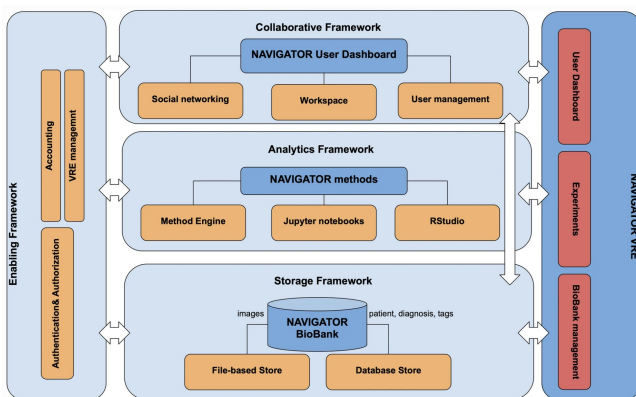 Collaborative Framework
NAVIGATOR User Dashboard
Social networking
Workspace
User management
Analytics Framework
NAVIGATOR methods
Method Engine
Jupyter notebooks
RStudio
Storage Framework
images
NAVIGATOR
BioBank
patient, diagnosis, tags
File-based Store
Database Store
Enabling Framework
Accounting
VRE managemnt
Authentication& Authorization
User Dashboard
Experiments
BioBank management
NAVIGATOR VRE